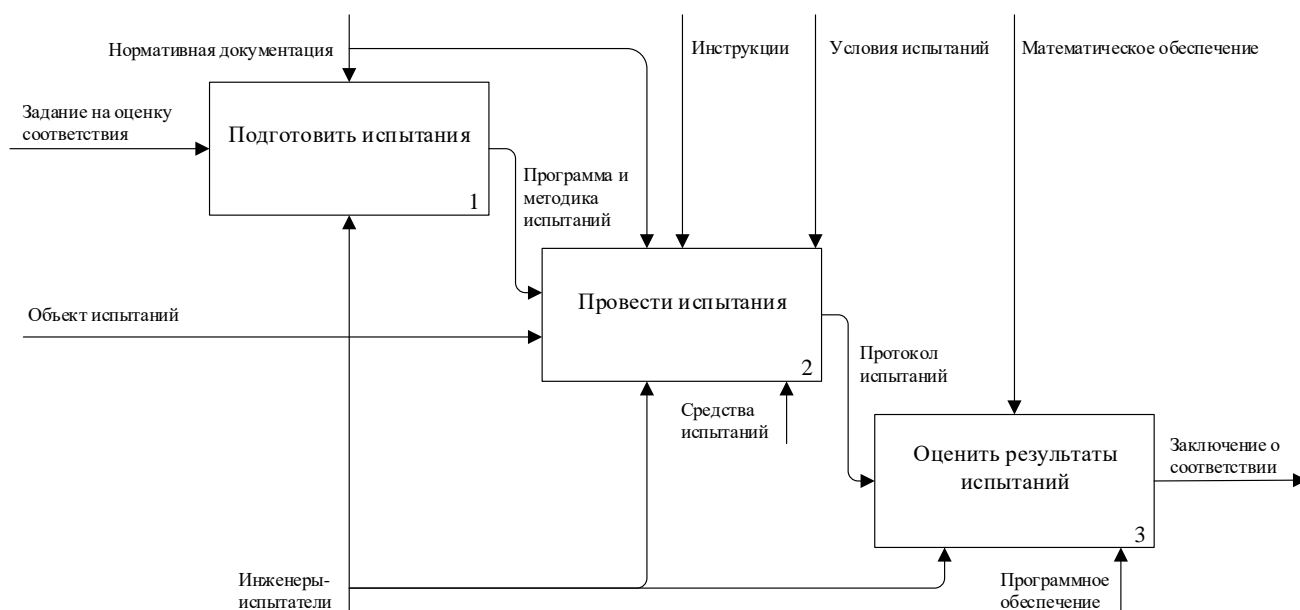 Нормативная документация
Инструкции
Условия испытаний
Математическое обеспечение
Задание на оценку
соответствия
Подготовить испытания
1
Программа и
методика
испытаний
Объект испытаний
Провести испытания
2
Протокол
испытаний
Средства
испытаний
Оценить результаты
испытаний
3
Заключение о
соответствии
Инженеры-
испытатели
Программное
обеспечение